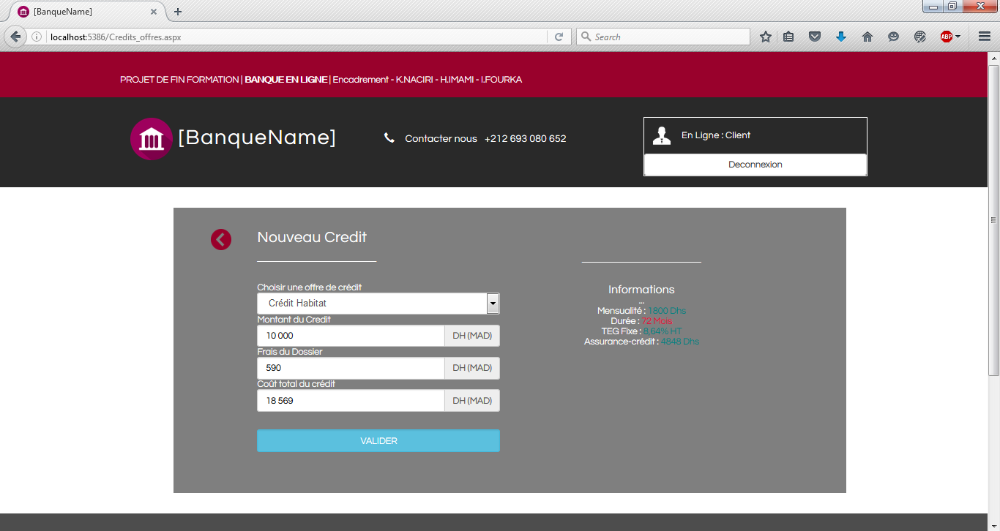 [BanqueName]
localhost:5386/Credits_offres.aspx
Search
ABP
PROJET DE FIN FORMATION | BANQUE EN LIGNE | Encadrement - K.NACIRI - H.IMAMI - I.FOURKA
[BanqueName]
Contacter nous +212 693 080 652
En Ligne : Client
Deconnexion
Nouveau Credit
Choisir une offre de crédit
Crédit Habitat
Montant du Credit
10 000 DH (MAD)
Frais du Dossier
590 DH (MAD)
Coût total du crédit
18 569 DH (MAD)
VALIDER
Informations
...
Mensualité : 1800 Dhs
Durée : 72 Mois
TEG Fixe : 8,64% HT
Assurance-crédit : 4848 Dhs